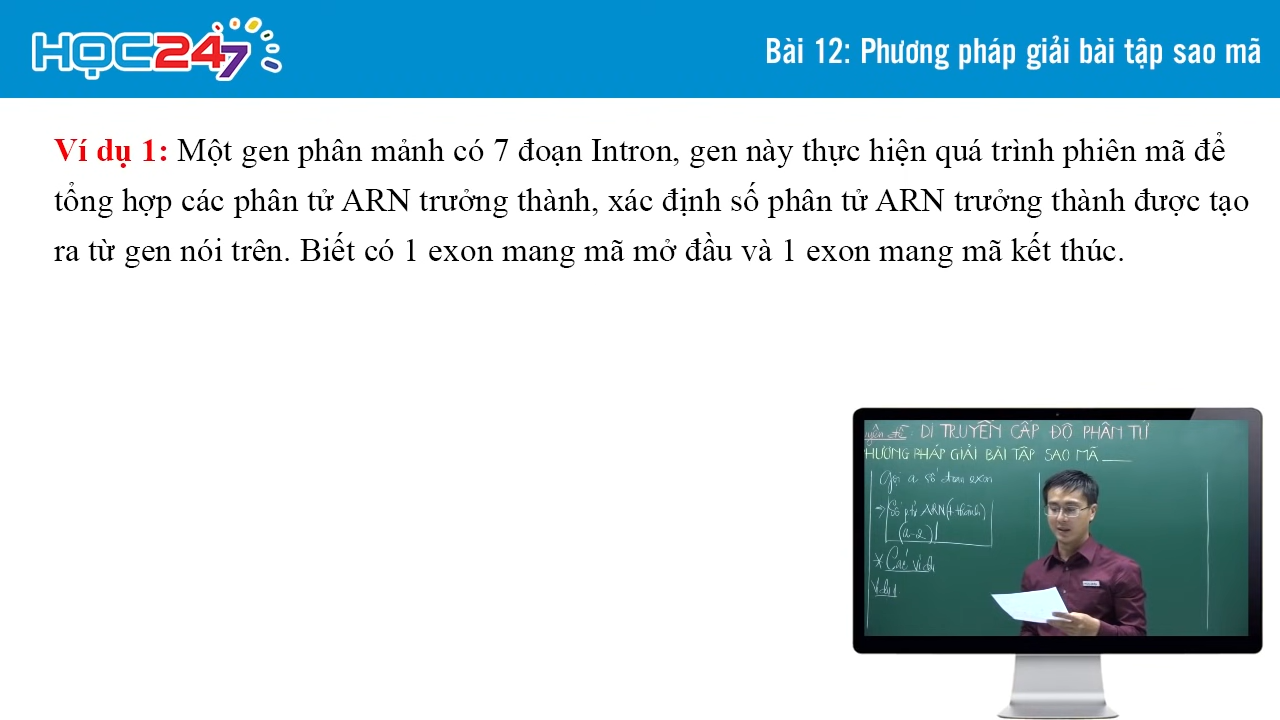 HỌC247
Bài 12: Phương pháp giải bài tập sao mã
Ví dụ 1: Một gen phân mảnh có 7 đoạn Intron, gen này thực hiện quá trình phiên mã để
tổng hợp các phân tử ARN trưởng thành, xác định số phân tử ARN trưởng thành được tạo
ra từ gen nói trên. Biết có 1 exon mang mã mở đầu và 1 exon mang mã kết thúc.
DI TRUYỀN CẤP ĐỘ PHÂN TỬ
PHƯƠNG PHÁP GIẢI BÀI TẬP SAO MÃ
Gọi a số đoạn exon
=> Số ptử ARN (t.thành)
(a-2)!
* Các ví dụ
Ví dụ 1